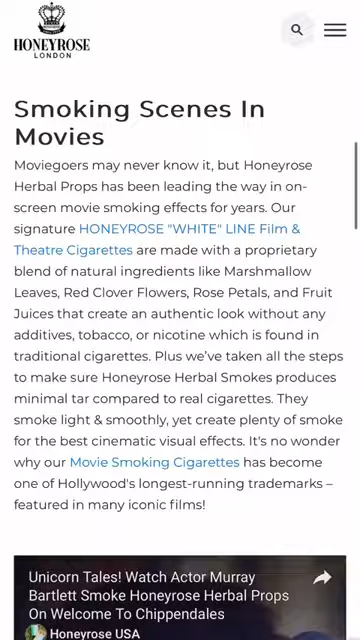 HONEYROSE
LONDON
Smoking Scenes In
Movies
Moviegoers may never know it, but Honeyrose
Herbal Props has been leading the way in on-
screen movie smoking effects for years. Our
signature HONEYROSE "WHITE" LINE Film &
Theatre Cigarettes are made with a proprietary
blend of natural ingredients like Marshmallow
Leaves, Red Clover Flowers, Rose Petals, and Fruit
Juices that create an authentic look without any
additives, tobacco, or nicotine which is found in
traditional cigarettes. Plus we’ve taken all the steps
to make sure Honeyrose Herbal Smokes produces
minimal tar compared to real cigarettes. They
smoke light & smoothly, yet create plenty of smoke
for the best cinematic visual effects. It's no wonder
why our Movie Smoking Cigarettes has become
one of Hollywood's longest-running trademarks –
featured in many iconic films!
Unicorn Tales! Watch Actor Murray
Bartlett Smoke Honeyrose Herbal Props
On Welcome To Chippendales
Honeyrose USA